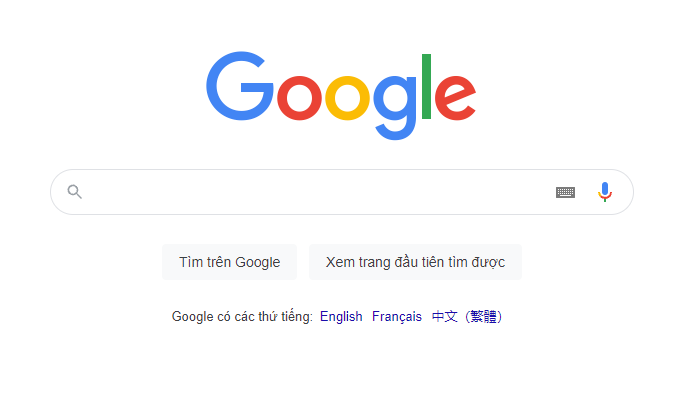 Google
Tìm trên Google Xem trang đầu tiên tìm được
Google có các thứ tiếng: English Français 中文（繁體）